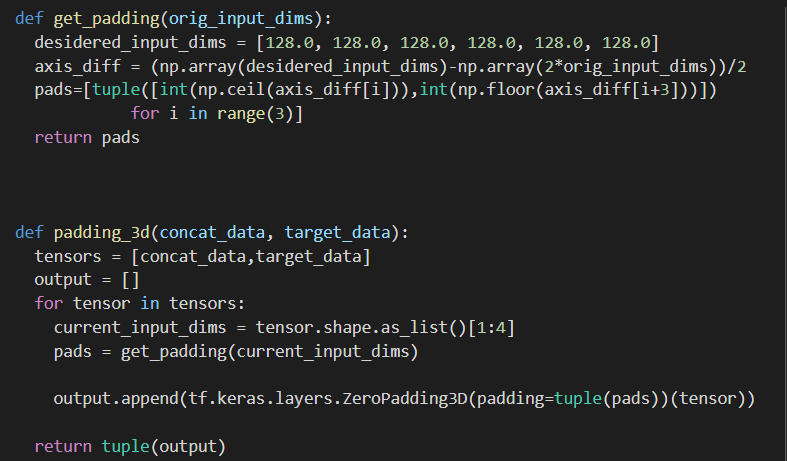 def get_padding(orig_input_dims):
  desidered_input_dims = [128.0, 128.0, 128.0, 128.0, 128.0, 128.0]
  axis_diff = (np.array(desidered_input_dims)-np.array(2*orig_input_dims))/2
  pads=[tuple([int(np.ceil(axis_diff[i])),int(np.floor(axis_diff[i+3]))])
            for i in range(3)]
  return pads
def padding_3d(concat_data, target_data):
  tensors = [concat_data,target_data]
  output = []
  for tensor in tensors:
    current_input_dims = tensor.shape.as_list()[1:4]
    pads = get_padding(current_input_dims)
    output.append(tf.keras.layers.ZeroPadding3D(padding=tuple(pads))(tensor))
  return tuple(output)